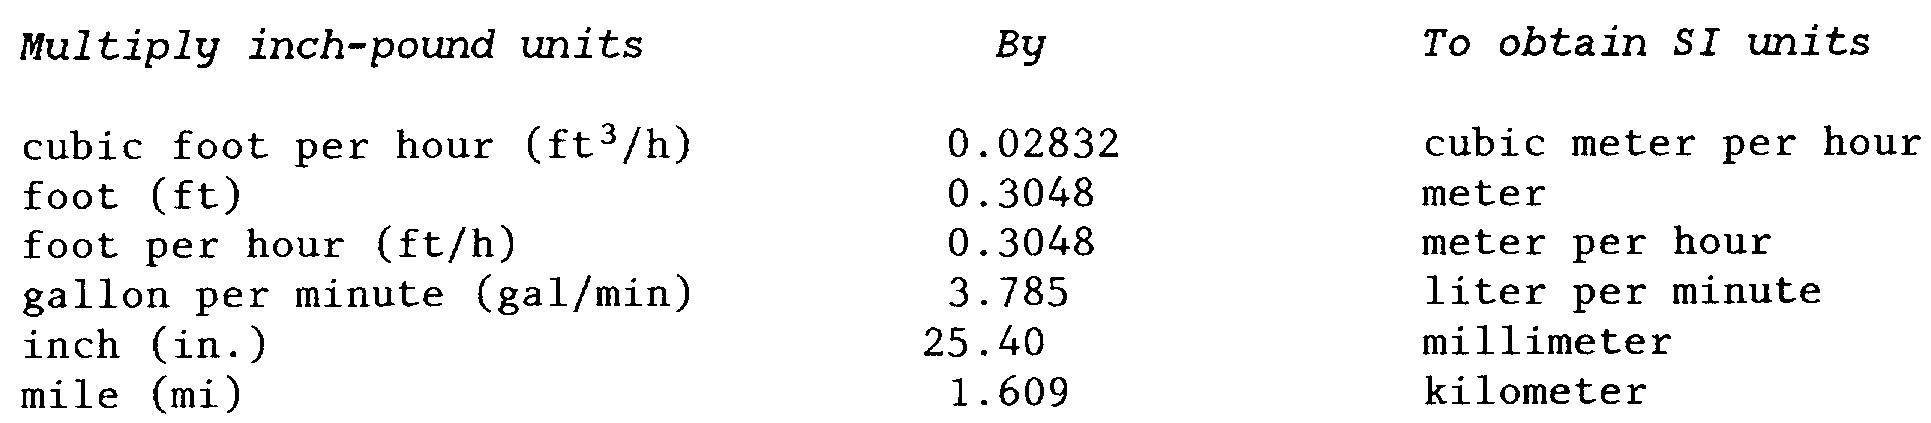 Multiply inch-pound units By To obtain SI units
cubic foot per hour (ft³/h) 0.02832 cubic meter per hour
foot (ft) 0.3048 meter
foot per hour (ft/h) 0.3048 meter per hour
gallon per minute (gal/min) 3.785 liter per minute
inch (in.) 25.40 millimeter
mile (mi) 1.609 kilometer